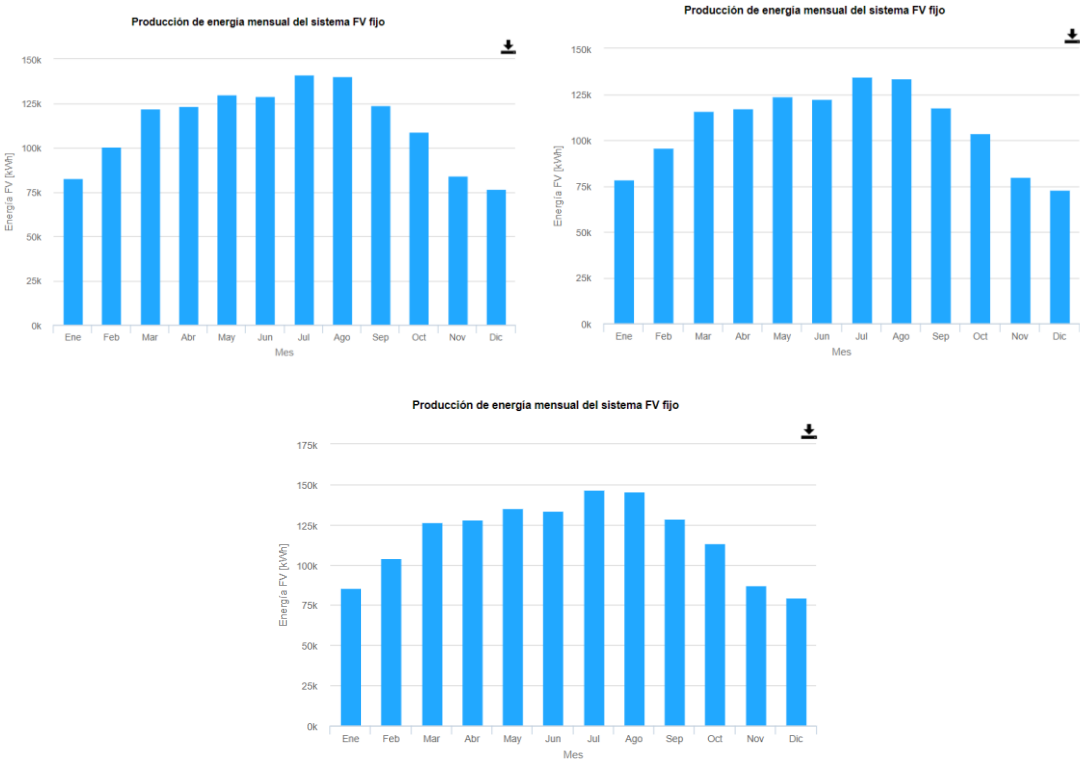 Producción de energía mensual del sistema FV fijo
150k
125k
100k
75k
50k
25k
0k
Energía FV [kWh]
Ene Feb Mar Abr May Jun Jul Ago Sep Oct Nov Dic
Mes
Producción de energía mensual del sistema FV fijo
150k
125k
100k
75k
50k
25k
0k
Energía FV [kWh]
Ene Feb Mar Abr May Jun Jul Ago Sep Oct Nov Dic
Mes
Producción de energía mensual del sistema FV fijo
175k
150k
125k
100k
75k
50k
25k
0k
Energía FV [kWh]
Ene Feb Mar Abr May Jun Jul Ago Sep Oct Nov Dic
Mes